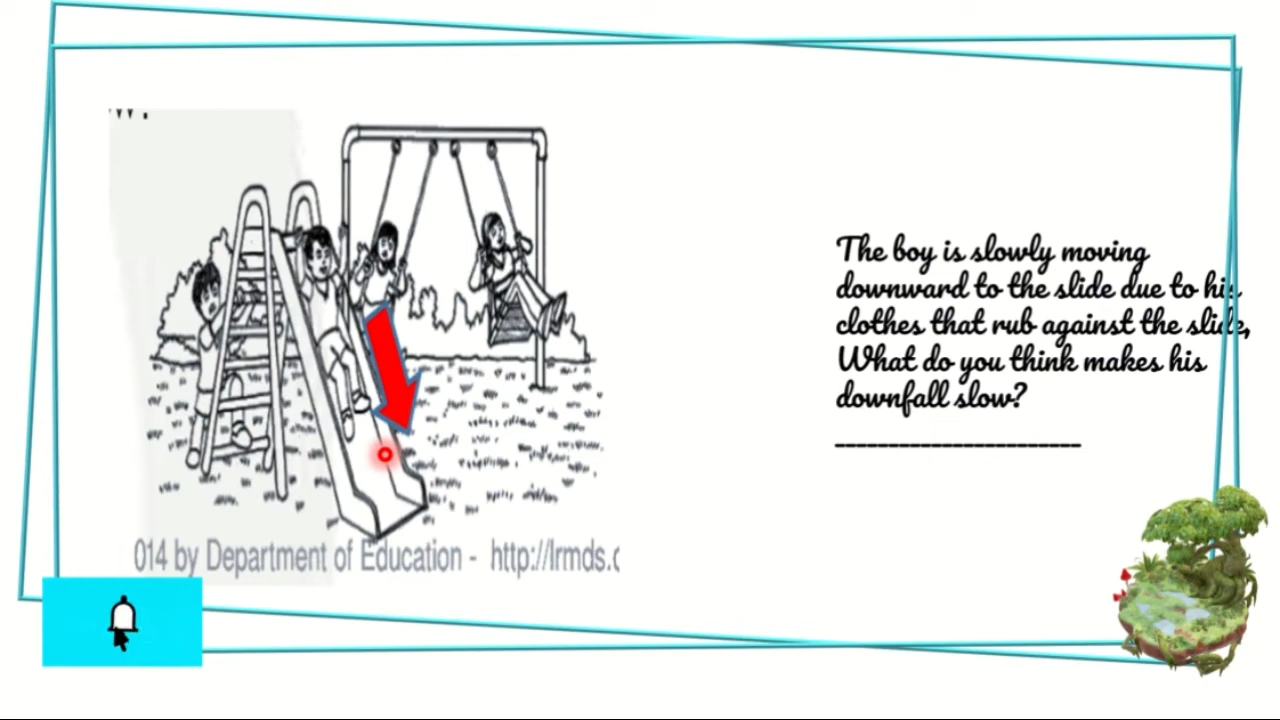 The boy is slowly moving
downward to the slide due to his
clothes that rub against the slide,
What do you think makes his
downfall slow?
_______________________
014 by Department of Education - http://lrmds.c